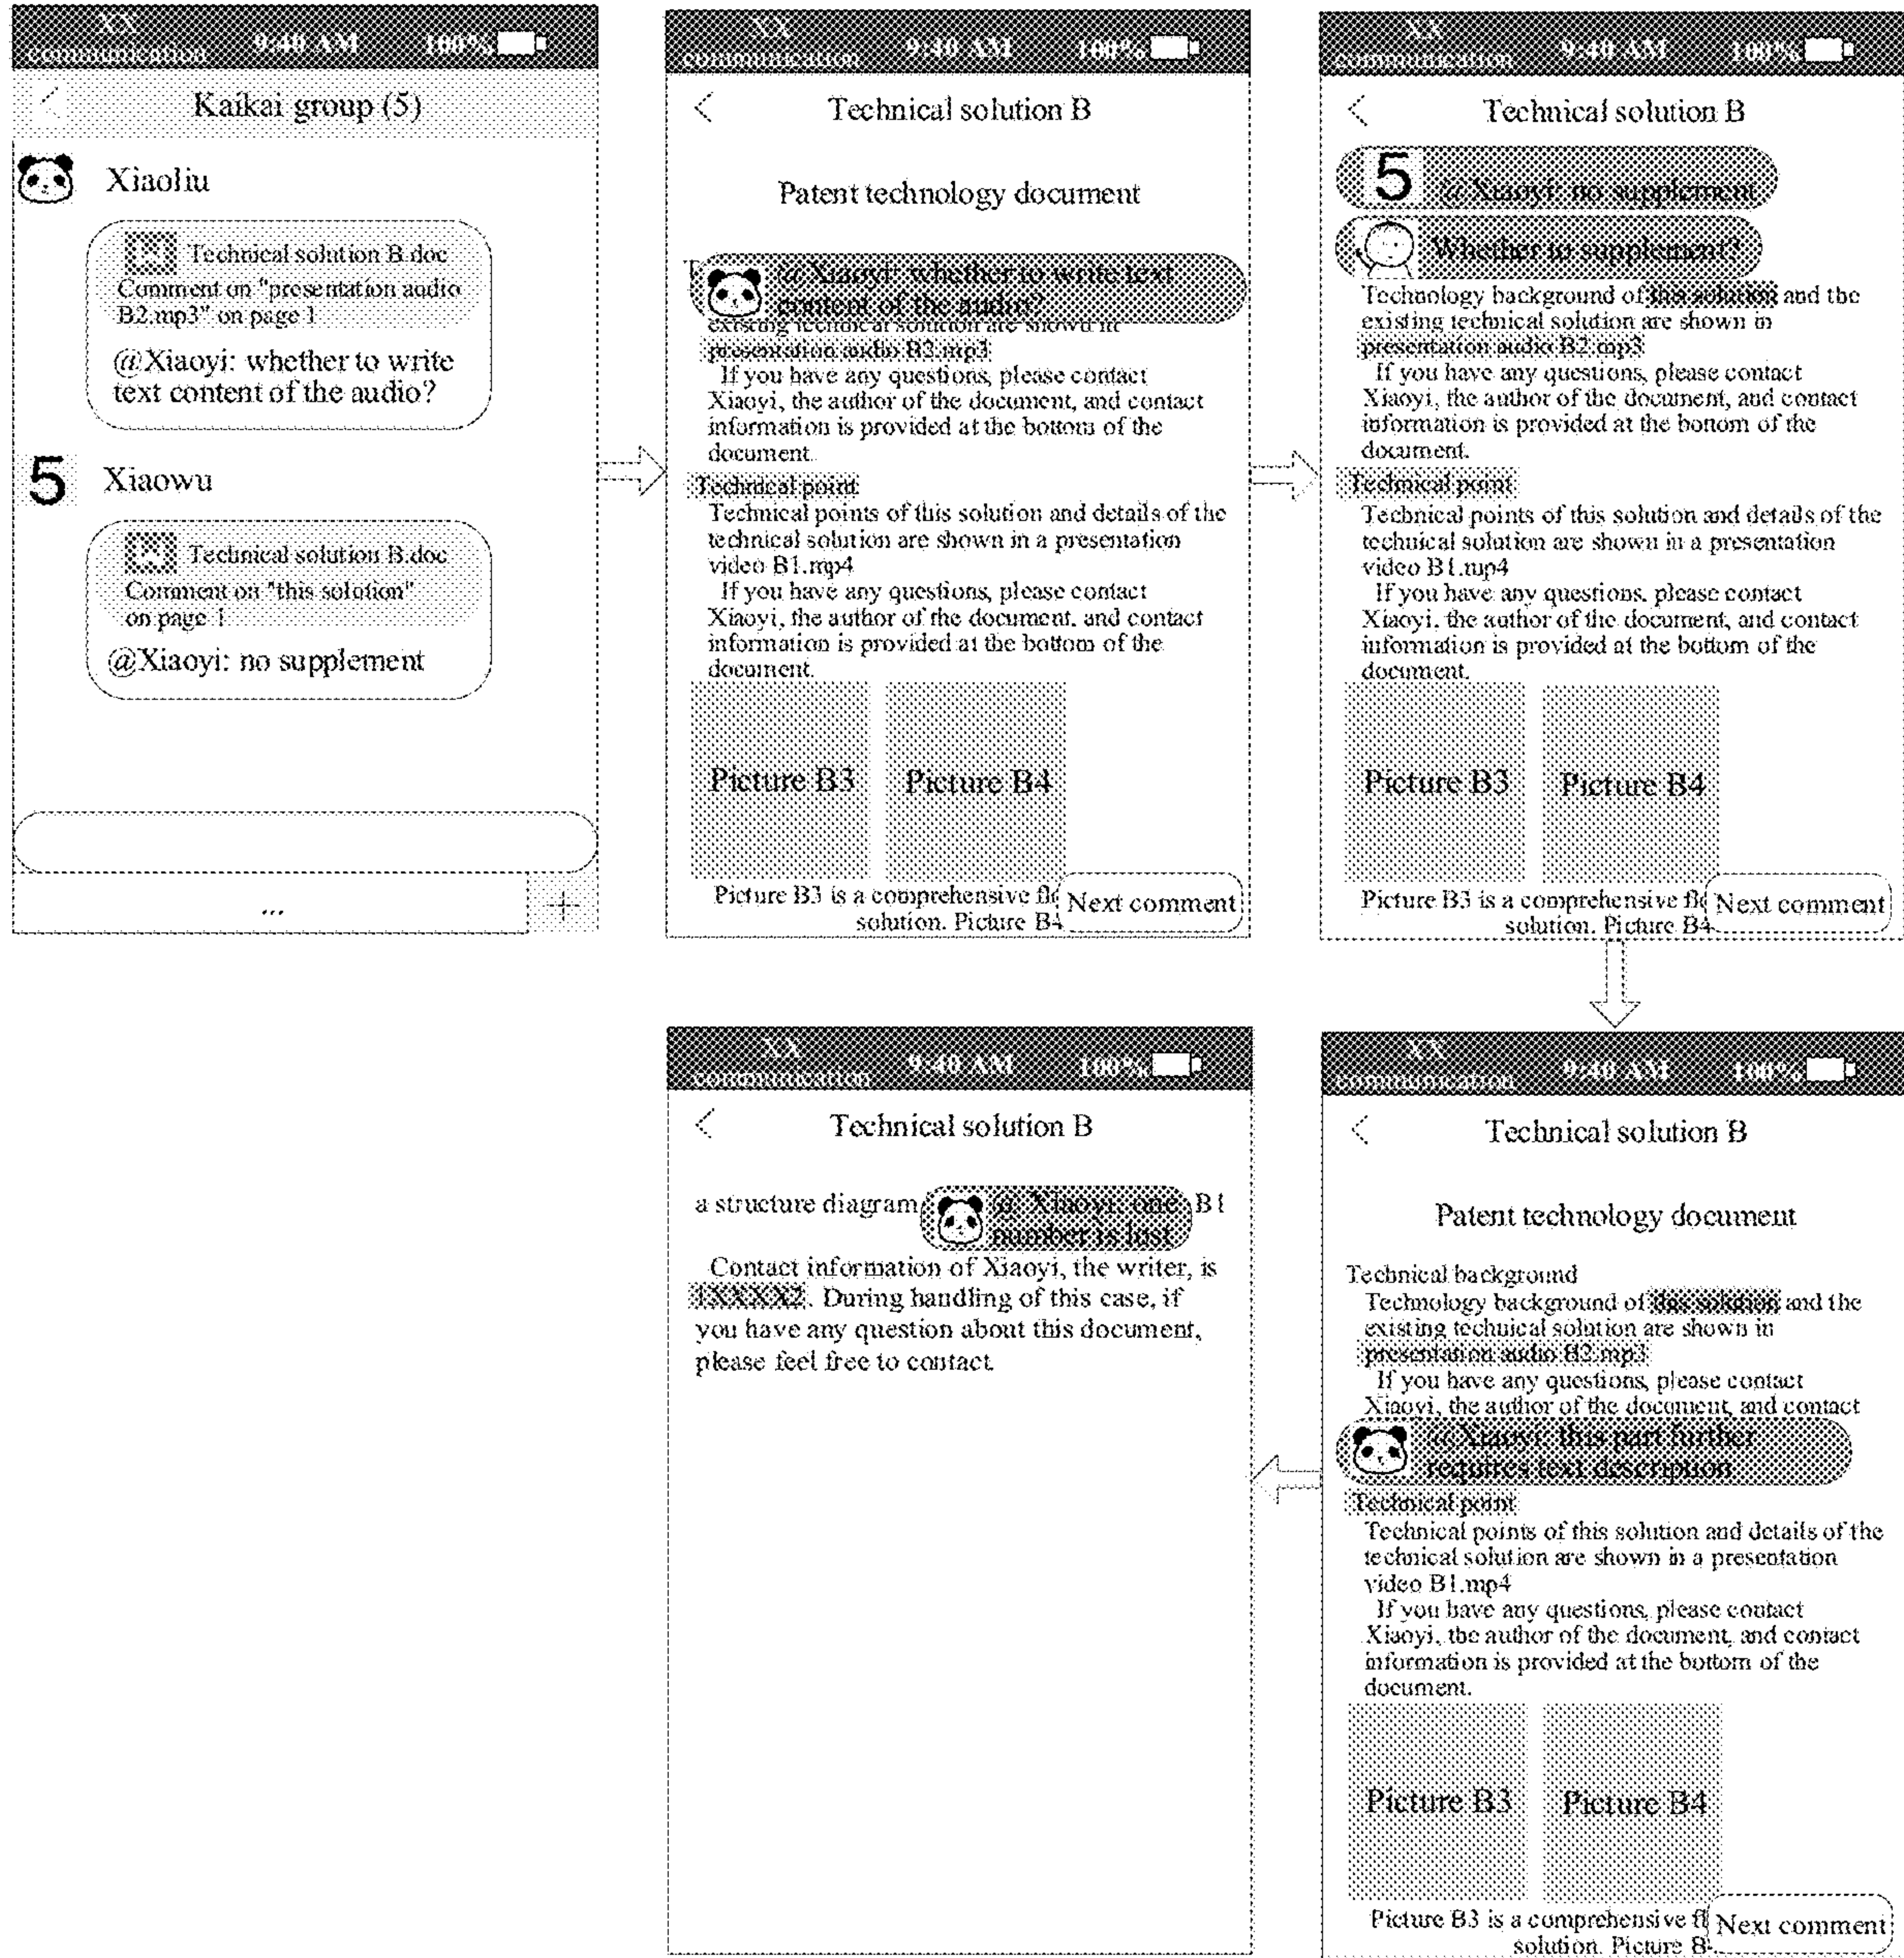 XX
communication 9:40 AM 100%
Kaikai group (5)
Xiaoliu
Technical solution B.doc
Comment on "presentation audio
B2.mp3" on page 1
@Xiaoyi: whether to write
text content of the audio?
5 Xiaowu
Technical solution B.doc
Comment on "this solution"
on page 1
@Xiaoyi: no supplement
...
+
XX
communication 9:40 AM 100%
Technical solution B
Patent technology document
@Xiaoyi: whether to write text
content of the audio?
existing technical solution are shown in
presentation audio B2.mp3
If you have any questions, please contact
Xiaoyi, the author of the document, and contact
information is provided at the bottom of the
document.
Technical point
Technical points of this solution and details of the
technical solution are shown in a presentation
video B1.mp4
If you have any questions, please contact
Xiaoyi, the author of the document, and contact
information is provided at the bottom of the
document.
Picture B3 Picture B4
Picture B3 is a comprehensive
solution. Picture B4
Next comment
XX
communication 9:40 AM 100%
Technical solution B
5 @Xiaoyi: no supplement
Whether to supplement?
Technology background of this solution and the
existing technical solution are shown in
presentation audio B2.mp3
If you have any questions, please contact
Xiaoyi, the author of the document, and contact
information is provided at the bottom of the
document.
Technical point
Technical points of this solution and details of the
technical solution are shown in a presentation
video B1.mp4
If you have any questions, please contact
Xiaoyi, the author of the document, and contact
information is provided at the bottom of the
document.
Picture B3 Picture B4
Picture B3 is a comprehensive
solution. Picture B4
Next comment
XX
communication 9:40 AM 100%
Technical solution B
a structure diagram B1
@ Xiaoyi: one
number is lost
Contact information of Xiaoyi, the writer, is
1XXXX2. During handling of this case, if
you have any question about this document,
please feel free to contact.
XX
communication 9:40 AM 100%
Technical solution B
Patent technology document
Technical background
Technology background of this solution and the
existing technical solution are shown in
presentation audio B2.mp3
If you have any questions, please contact
Xiaoyi, the author of the document, and contact
@Xiaoyi: this part further
requires text description
Technical point
Technical points of this solution and details of the
technical solution are shown in a presentation
video B1.mp4
If you have any questions, please contact
Xiaoyi, the author of the document, and contact
information is provided at the bottom of the
document.
Picture B3 Picture B4
Picture B3 is a comprehensive
solution. Picture
Next comment